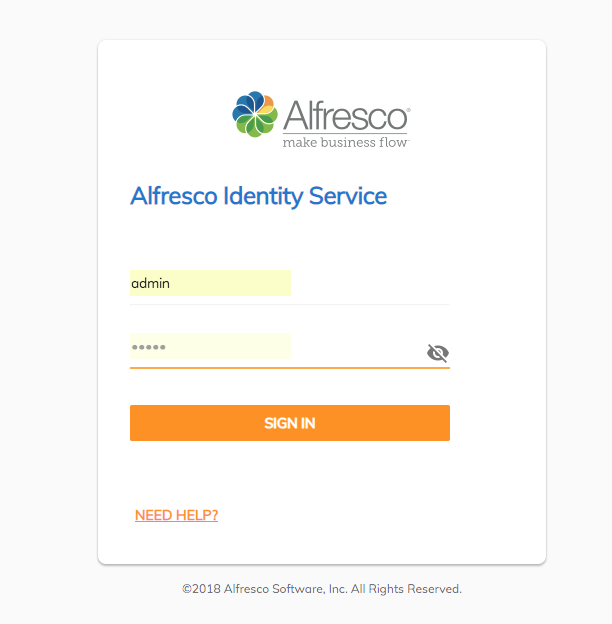 Alfresco®
make business flow™
Alfresco Identity Service
admin
•••••
SIGN IN
NEED HELP?
©2018 Alfresco Software, Inc. All Rights Reserved.